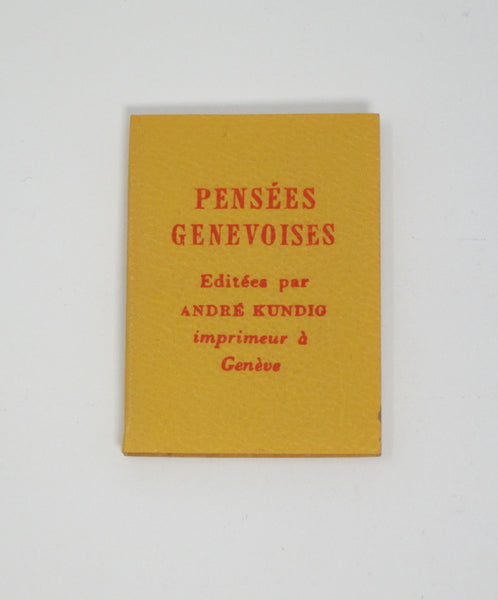 PENSÉES
GENEVOISES
Editées par
ANDRÉ KUNDIG
imprimeur à
Genève